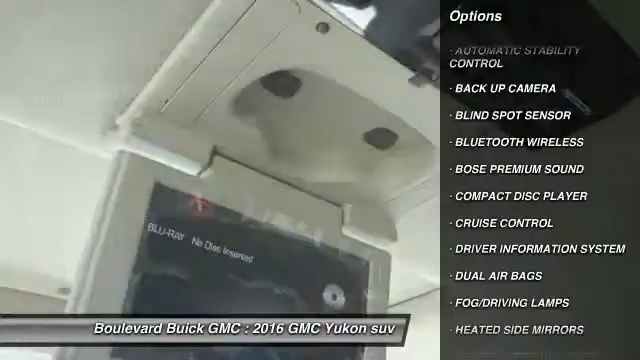 Options
· AUTOMATIC STABILITY
CONTROL
· BACK UP CAMERA
· BLIND SPOT SENSOR
· BLUETOOTH WIRELESS
· BOSE PREMIUM SOUND
· COMPACT DISC PLAYER
· CRUISE CONTROL
· DRIVER INFORMATION SYSTEM
· DUAL AIR BAGS
· FOG/DRIVING LAMPS
· HEATED SIDE MIRRORS
BLU-RAY No Disc Inserted
Boulevard Buick GMC : 2016 GMC Yukon suv